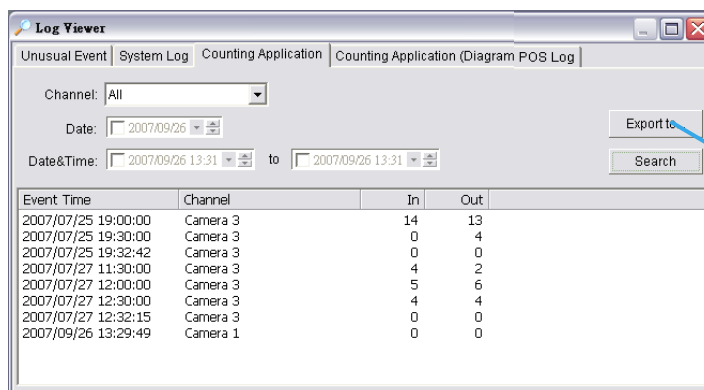 Log Viewer
Unusual Event System Log Counting Application Counting Application (Diagram POS Log
Channel: All
Date: 2007/09/26
Export to
Date&Time: 2007/09/26 13:31 to 2007/09/26 13:31
Search
Event Time Channel In Out
2007/07/25 19:00:00 Camera 3 14 13
2007/07/25 19:30:00 Camera 3 0 4
2007/07/25 19:32:42 Camera 3 0 0
2007/07/27 11:30:00 Camera 3 4 2
2007/07/27 12:00:00 Camera 3 5 6
2007/07/27 12:30:00 Camera 3 4 4
2007/07/27 12:32:15 Camera 3 0 0
2007/09/26 13:29:49 Camera 1 0 0